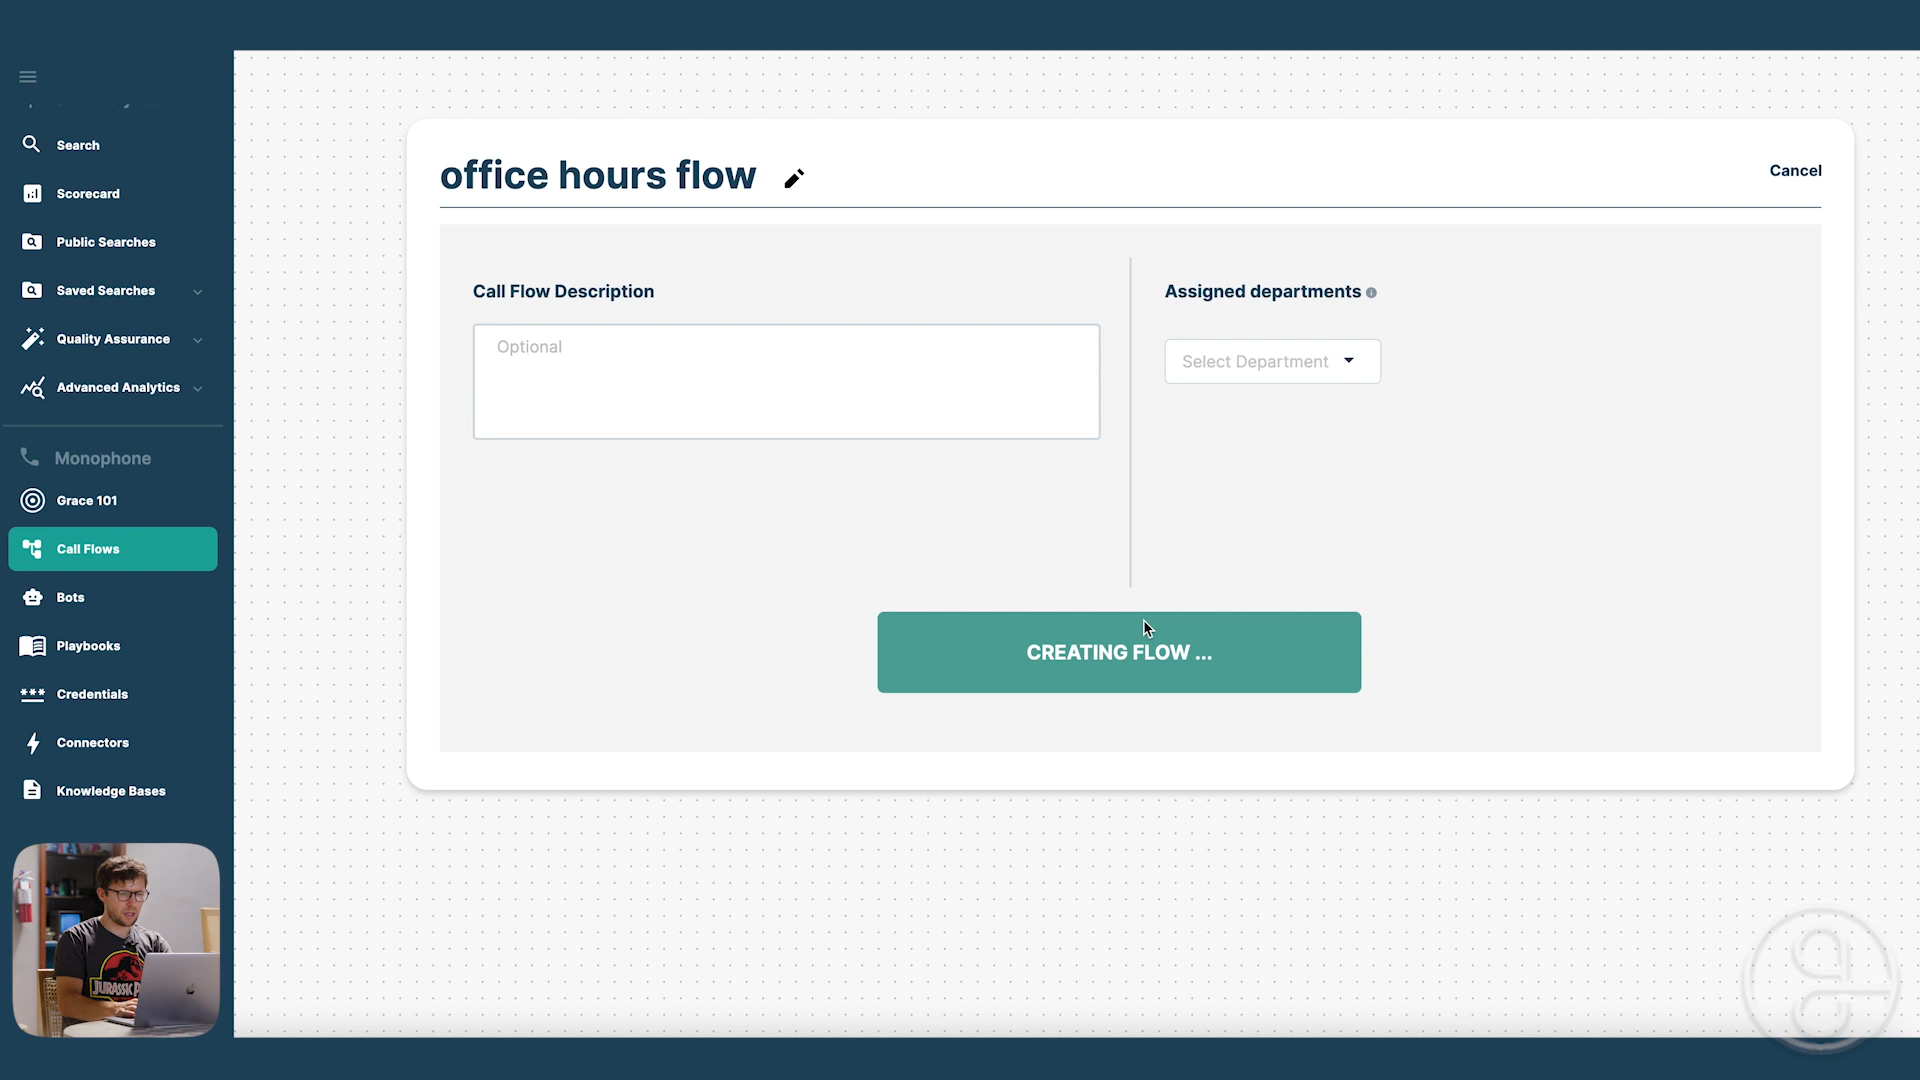 Search
Scorecard
Public Searches
Saved Searches
Quality Assurance
Advanced Analytics
Monophone
Grace 101
Call Flows
Bots
Playbooks
Credentials
Connectors
Knowledge Bases
office hours flow
Cancel
Call Flow Description
Optional
Assigned departments
Select Department
CREATING FLOW ...